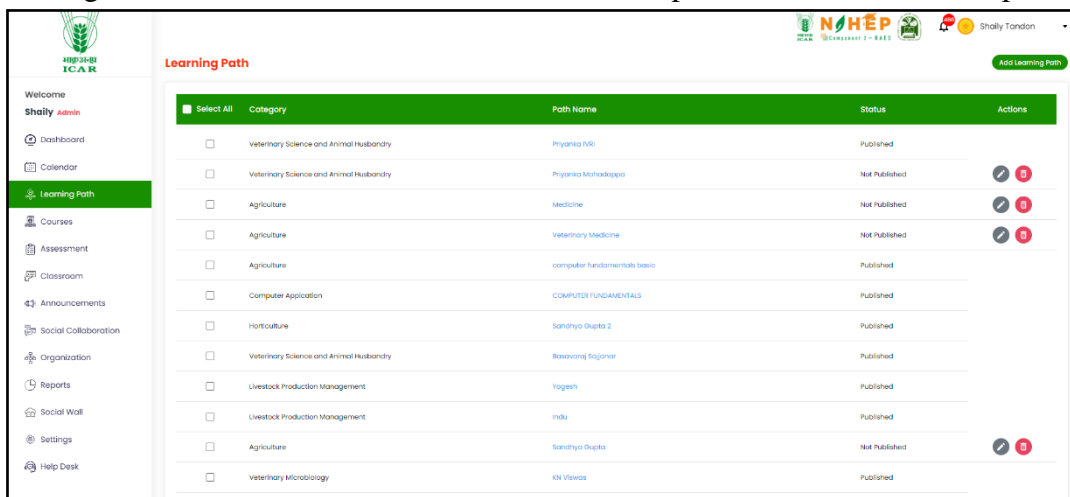 भाकृअनुप
ICAR
NAHEP
Component 2 - RAES
Shaily Tandon
Learning Path
Add Learning Path
Welcome
Shaily Admin
Dashboard
Calendar
Learning Path
Courses
Assessment
Classroom
Announcements
Social Collaboration
Organization
Reports
Social Wall
Settings
Help Desk
Select All Category Path Name Status Actions
Veterinary Science and Animal Husbandry Priyanka IVRI Published
Veterinary Science and Animal Husbandry Priyanka Mahadappa Not Published
Agriculture Medicine Not Published
Agriculture Veterinary Medicine Not Published
Agriculture computer fundamentals basic Published
Computer Application COMPUTER FUNDAMENTALS Published
Horticulture Sandhya Gupta 2 Published
Veterinary Science and Animal Husbandry Basavaraj Sajjanar Published
Livestock Production Management Yogesh Published
Livestock Production Management Indu Published
Agriculture Sandhya Gupta Not Published
Veterinary Microbiology KN Viswas Published